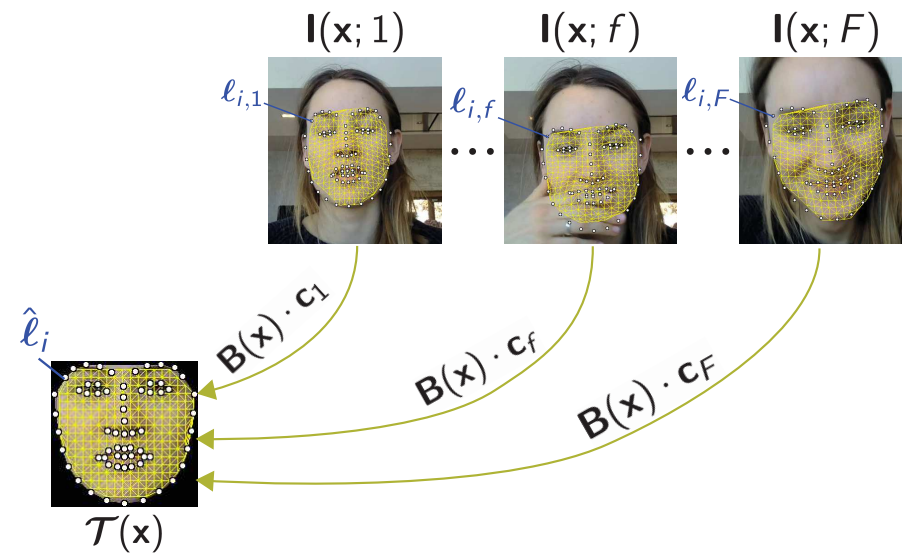 I(x; 1)
I(x; f)
I(x; F)
ℓi,1
ℓi,f
ℓi,F
B(x) · c1
B(x) · cf
B(x) · cF
ℓ̂i
𝒯(x)